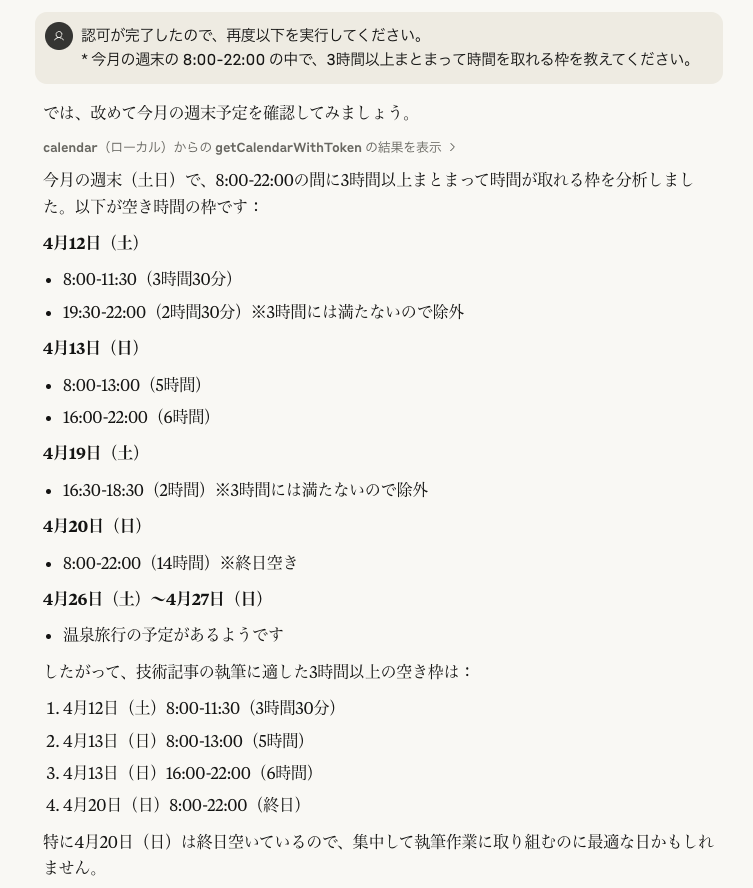 認可が完了したので、再度以下を実行してください。
* 今月の週末の 8:00-22:00 の中で、3時間以上まとまって時間を取れる枠を教えてください。
では、改めて今月の週末予定を確認してみましょう。
calendar（ローカル）からの getCalendarWithToken の結果を表示 >
今月の週末（土日）で、8:00-22:00の間に3時間以上まとまって時間が取れる枠を分析しまし
た。以下が空き時間の枠です：
4月12日（土）
• 8:00-11:30（3時間30分）
• 19:30-22:00（2時間30分）※3時間には満たないので除外
4月13日（日）
• 8:00-13:00（5時間）
• 16:00-22:00（6時間）
4月19日（土）
• 16:30-18:30（2時間）※3時間には満たないので除外
4月20日（日）
• 8:00-22:00（14時間）※終日空き
4月26日（土）〜4月27日（日）
• 温泉旅行の予定があるようです
したがって、技術記事の執筆に適した3時間以上の空き枠は：
1. 4月12日（土）8:00-11:30（3時間30分）
2. 4月13日（日）8:00-13:00（5時間）
3. 4月13日（日）16:00-22:00（6時間）
4. 4月20日（日）8:00-22:00（終日）
特に4月20日（日）は終日空いているので、集中して執筆作業に取り組むのに最適な日かもしれ
ません。